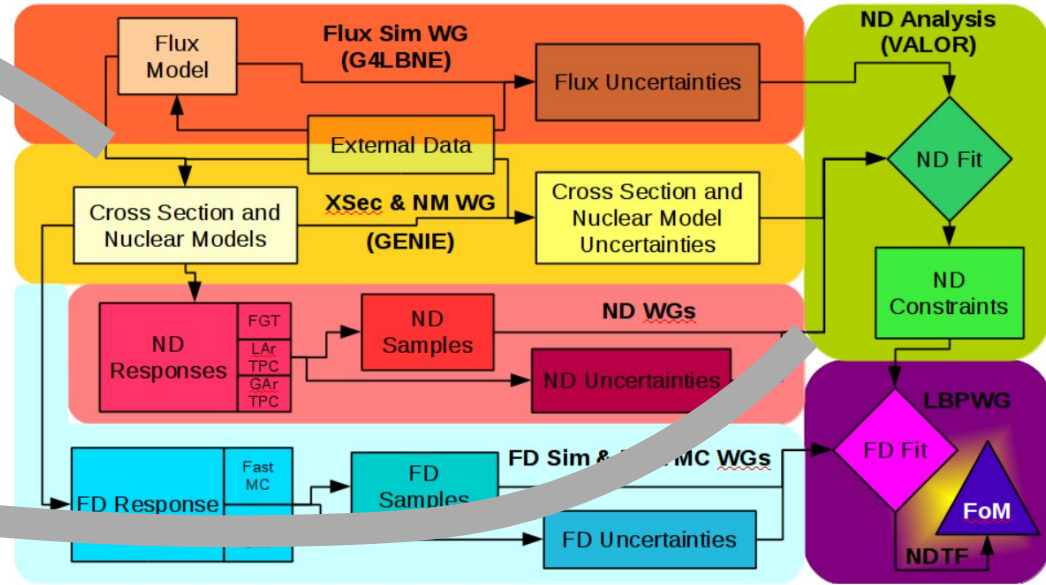 Flux
Model
Flux Sim WG
(G4LBNE)
Flux Uncertainties
ND Analysis
(VALOR)
External Data
ND Fit
Cross Section and
Nuclear Models
XSec & NM WG
(GENIE)
Cross Section and
Nuclear Model
Uncertainties
ND
Constraints
ND
Responses
FGT
LAr
TPC
GAr
TPC
ND
Samples
ND WGs
ND Uncertainties
LBPWG
FD Fit
FoM
NDTF
FD Response
Fast
MC
FD
Samples
FD Sim & MC WGs
FD Uncertainties